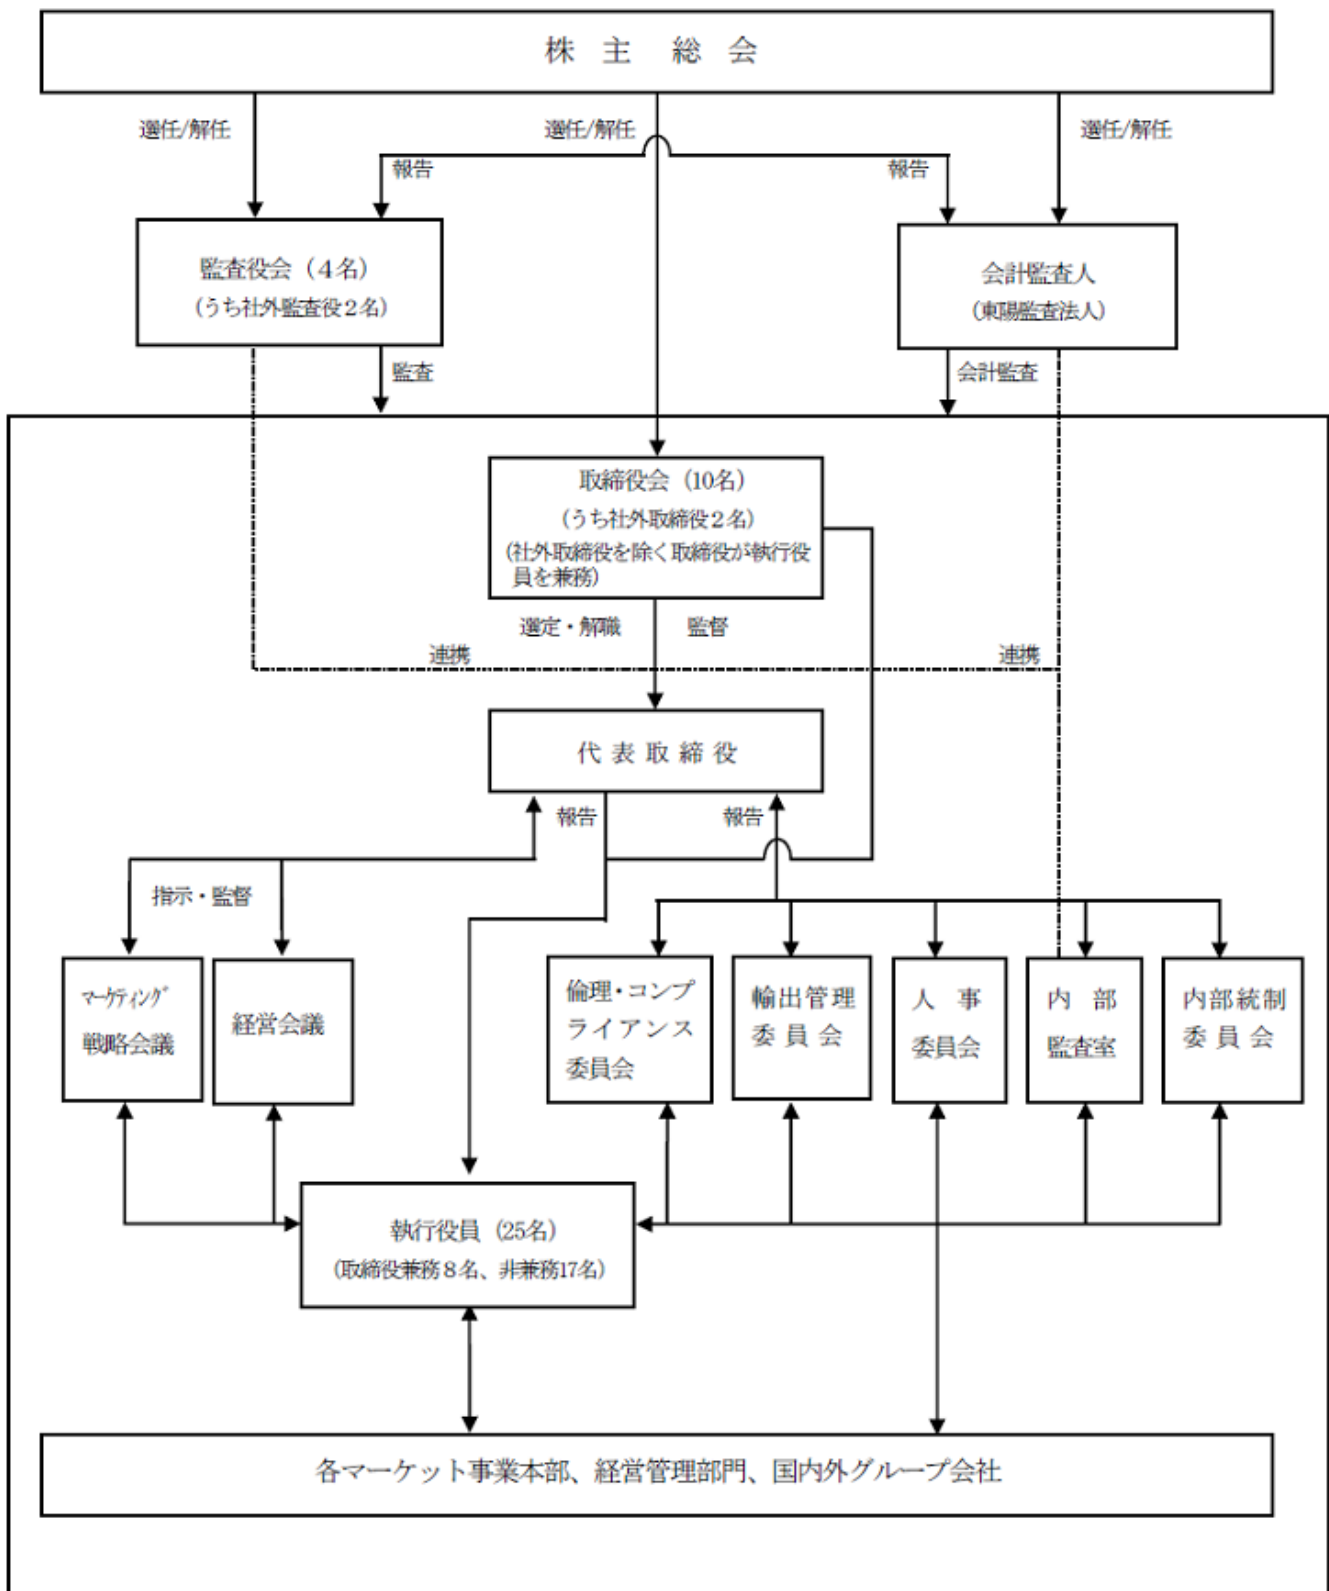 株 主 総 会
選任/解任
選任/解任
選任/解任
報告
報告
監査役会（４名）
(うち社外監査役２名)
会計監査人
(東陽監査法人)
監査
会計監査
取締役会（10名）
(うち社外取締役２名)
(社外取締役を除く取締役が執行役
員を兼務)
選定・解職
監督
連携
連携
代 表 取 締 役
報告
報告
指示・監督
マーケティング
戦略会議
経営会議
倫理・コンプ
ライアンス
委員会
輸出管理
委 員 会
人 事
委員会
内 部
監査室
内部統制
委 員 会
執行役員（25名）
(取締役兼務８名、非兼務17名)
各マーケット事業本部、経営管理部門、国内外グループ会社